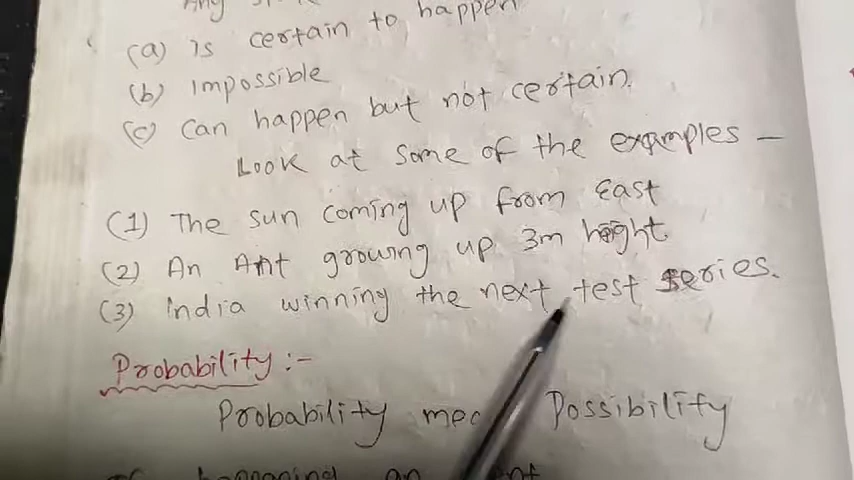 (a) is certain to happen
(b) impossible
(c) Can happen but not certain.
Look at some of the examples —
(1) The sun coming up from East
(2) An Ant growing up 3m height.
(3) India winning the next test series.
Probability :-
Probability Possibility
happening an